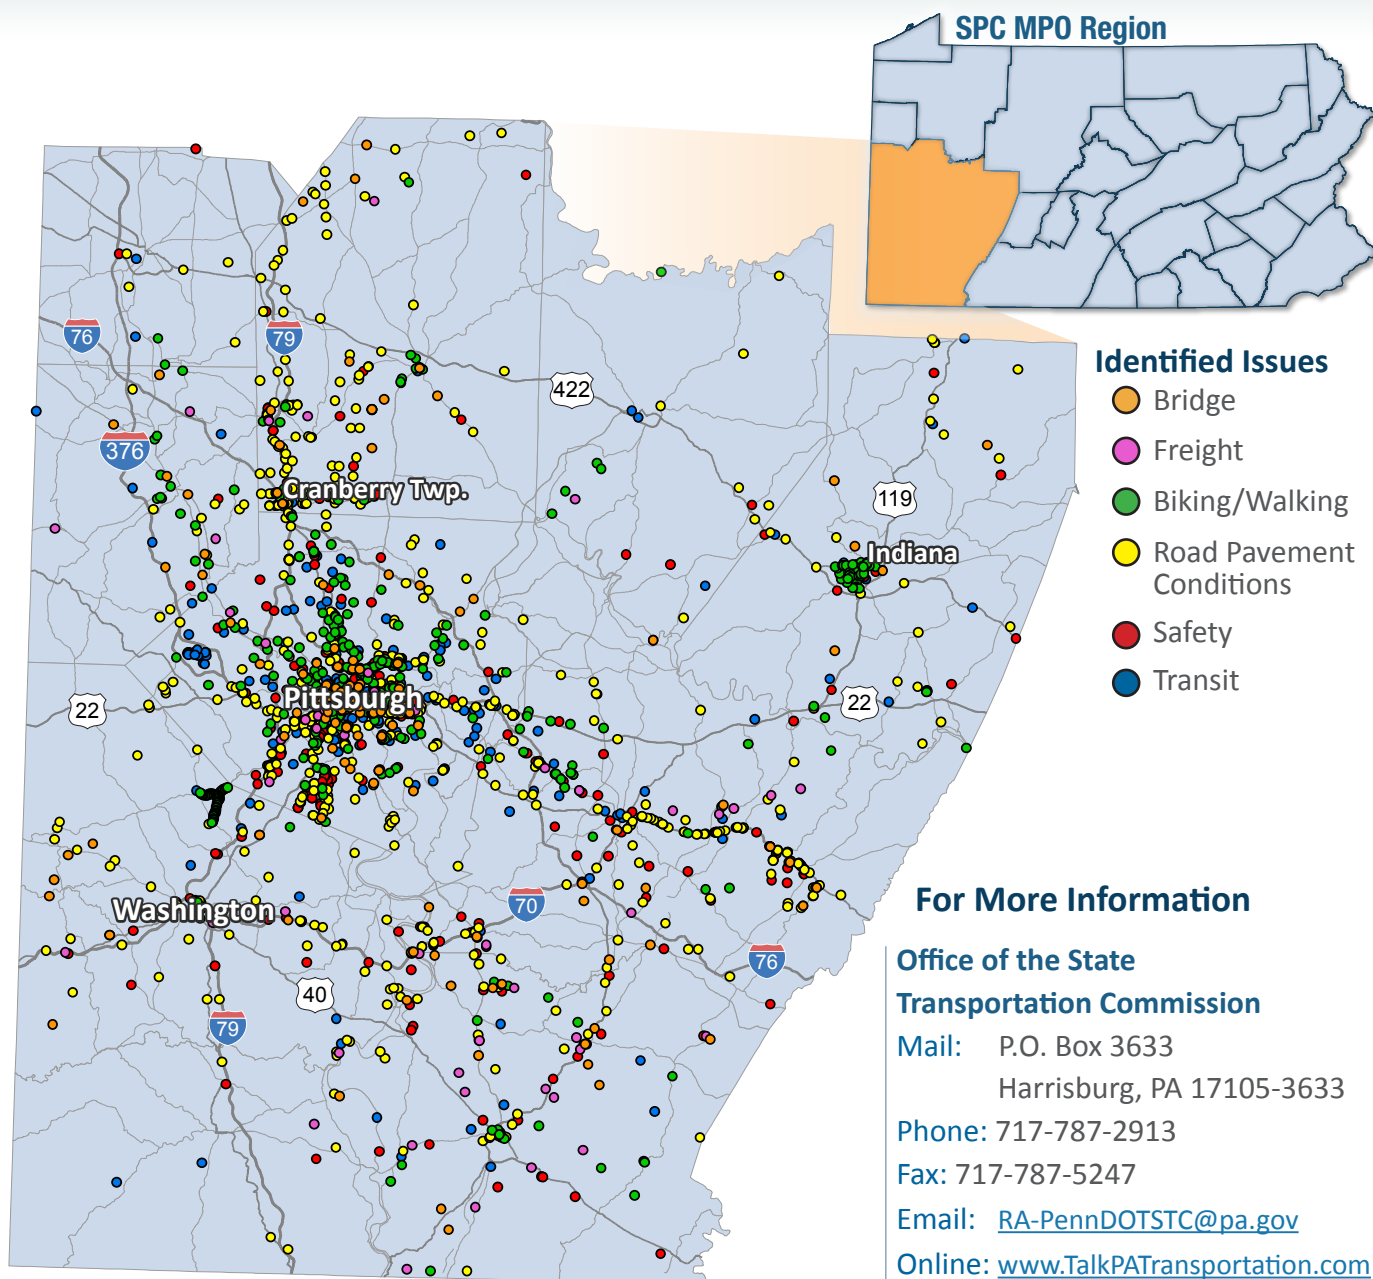 SPC MPO Region
76
79
422
376
Cranberry Twp.
119
Indiana
Pittsburgh
22
22
Washington
70
76
40
79
Identified Issues
Bridge
Freight
Biking/Walking
Road Pavement
Conditions
Safety
Transit
For More Information
Office of the State
Transportation Commission
Mail: P.O. Box 3633
Harrisburg, PA 17105-3633
Phone: 717-787-2913
Fax: 717-787-5247
Email: RA-PennDOTSTC@pa.gov
Online: www.TalkPATransportation.com